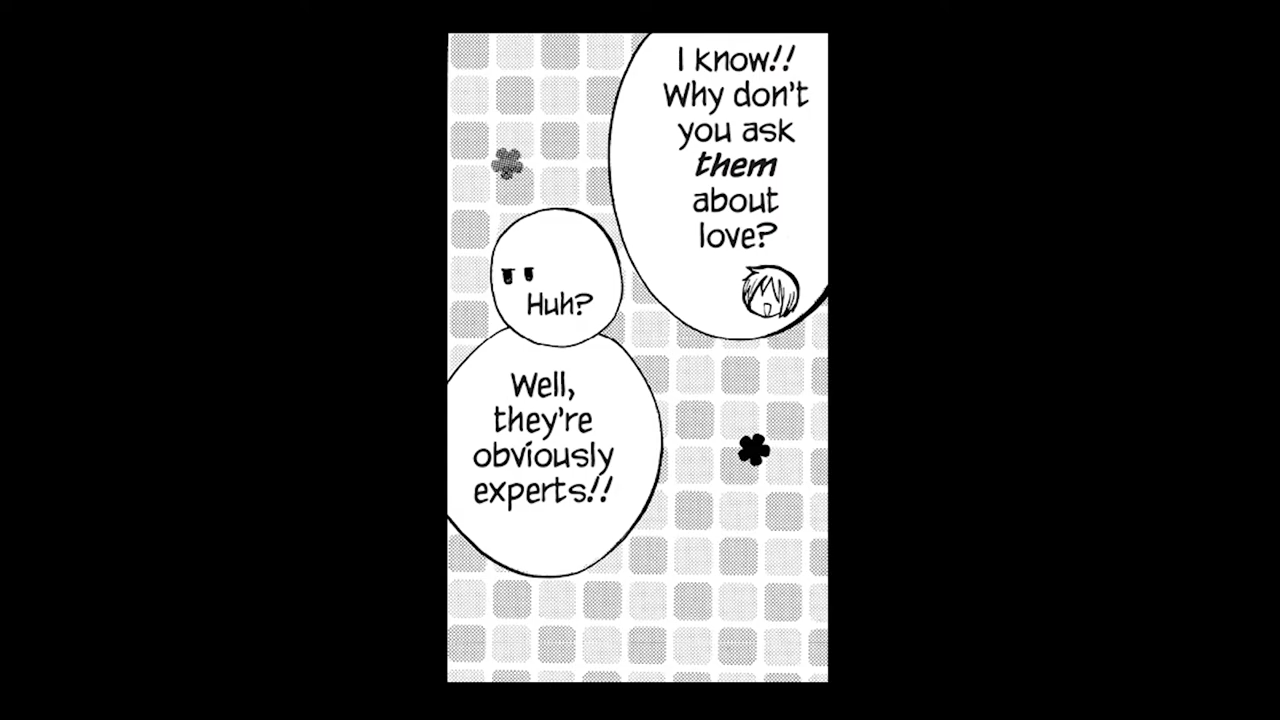 I know!!
Why don't
you ask
them
about
love?
Huh?
Well,
they're
obviously
experts!!